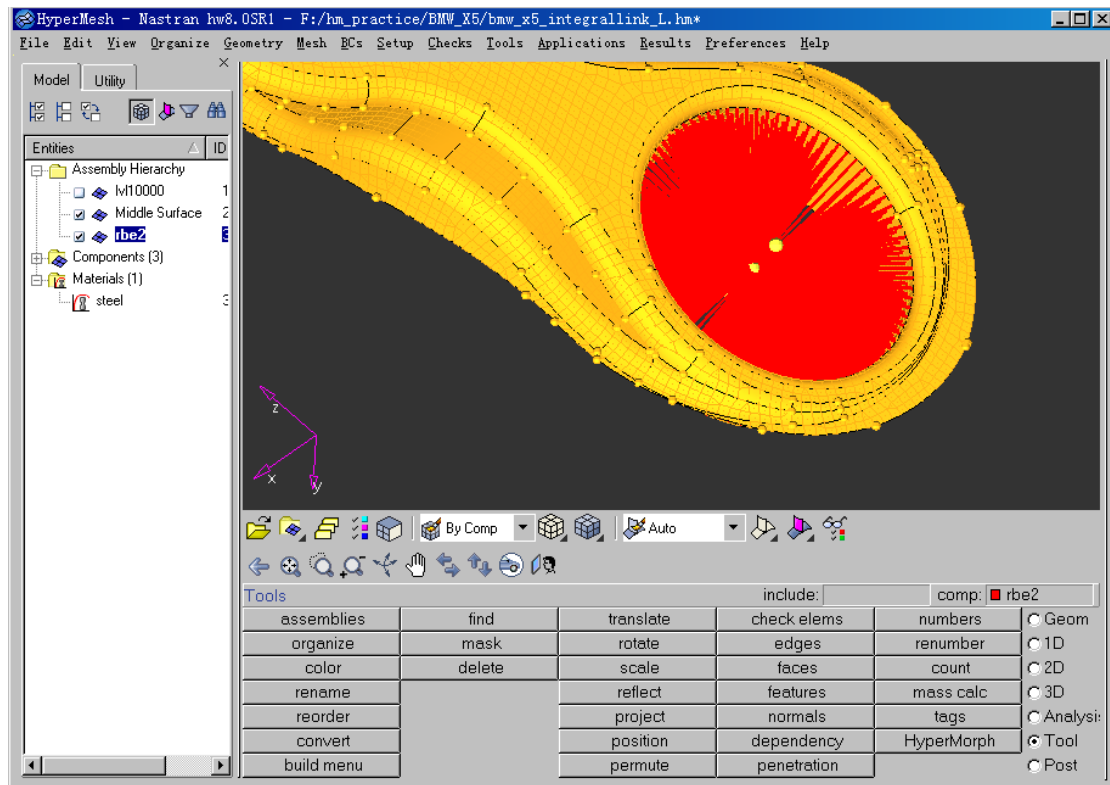 HyperMesh - Nastran hw8.0SR1 - F:/hm_practice/BMW_X5/bmw_x5_integrallink_L.hm*
File Edit View Organize Geometry Mesh BCs Setup Checks Tools Applications Results Preferences Help
Model Utility
Entities ID
Assembly Hierarchy
lvl10000 1
Middle Surface 2
rbe2 3
Components (3)
Materials (1)
steel 3
z
x
y
By Comp Auto
Tools include: comp: rbe2
assemblies find translate check elems numbers Geom
organize mask rotate edges renumber 1D
color delete scale faces count 2D
rename reflect features mass calc 3D
reorder project normals tags Analysi
convert position dependency HyperMorph Tool
build menu permute penetration Post